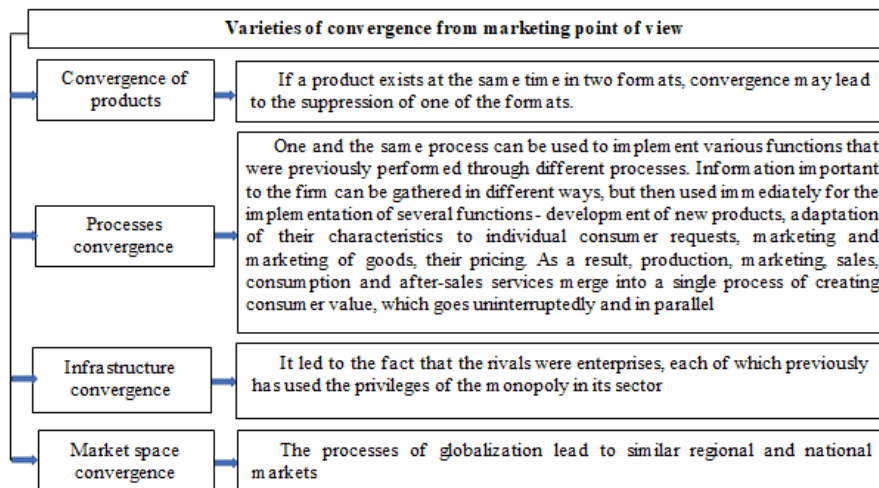 Varieties of convergence from marketing point of view
Convergence of
products
If a product exists at the same time in two formats, convergence may lead
to the suppression of one of the formats.
Processes
convergence
One and the same process can be used to implement various functions that
were previously performed through different processes. Information important
to the firm can be gathered in different ways, but then used immediately for the
implementation of several functions - development of new products, adaptation
of their characteristics to individual consumer requests, marketing and
marketing of goods, their pricing. As a result, production, marketing, sales,
consumption and after-sales services merge into a single process of creating
consumer value, which goes uninterruptedly and in parallel
Infrastructure
convergence
It led to the fact that the rivals were enterprises, each of which previously
has used the privileges of the monopoly in its sector
Market space
convergence
The processes of globalization lead to similar regional and national
markets